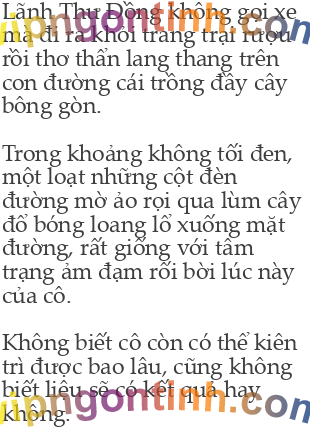 Lãnh Thư Đồng không gọi xe
mà đi ra khỏi trang trại rượu
rồi thơ thẩn lang thang trên
con đường cái trồng đầy cây
bông gòn.
Trong khoảng không tối đen,
một loạt những cột đèn
đường mờ ảo rọi qua lùm cây
đổ bóng loang lổ xuống mặt
đường, rất giống với tâm
trạng ảm đạm rối bời lúc này
của cô.
Không biết cô còn có thể kiên
trì được bao lâu, cũng không
biết liệu sẽ có kết quả hay
không.
vipngontinh.com
vipngontinh.com